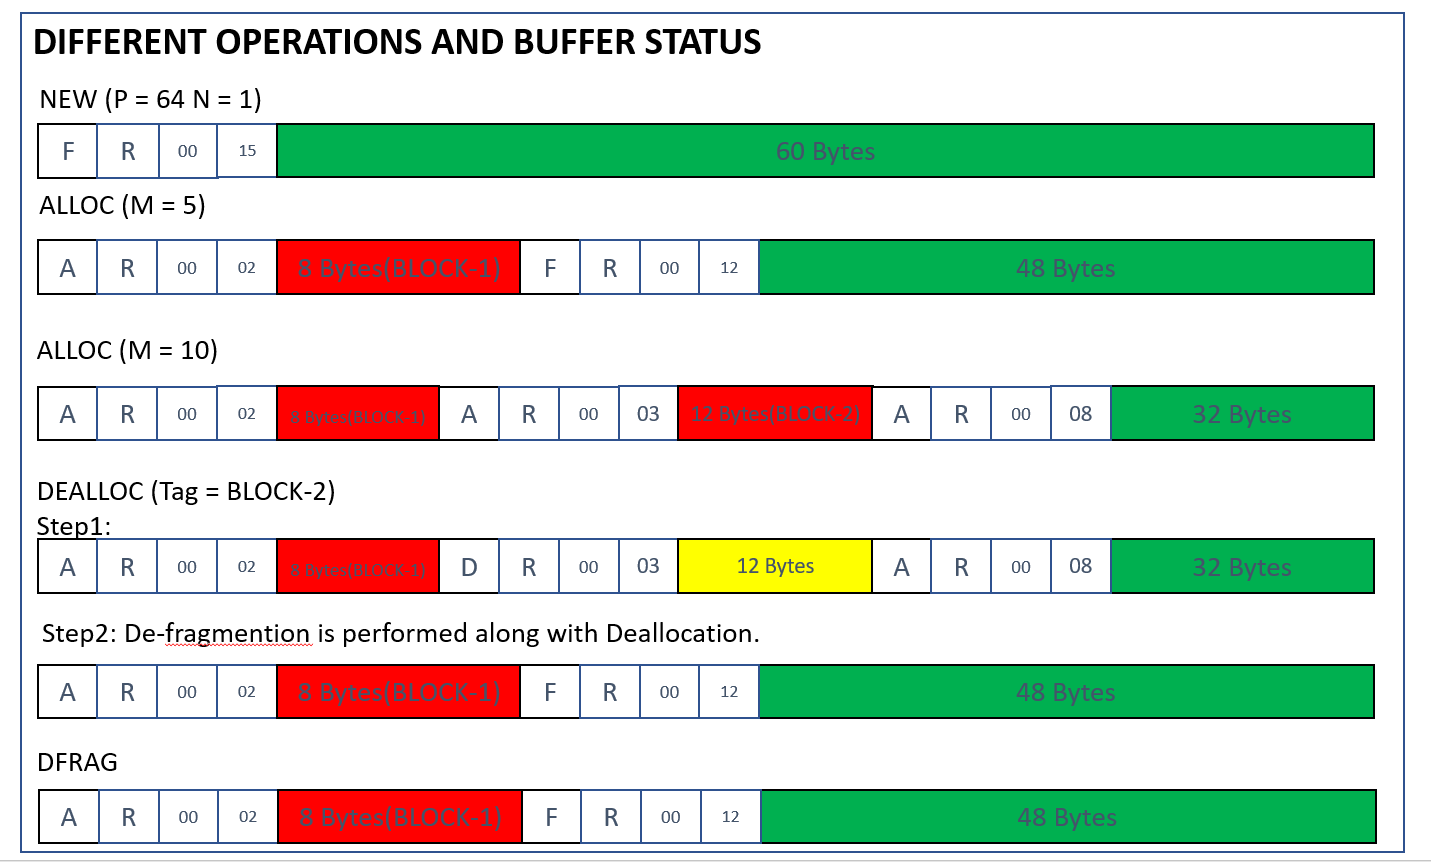 DIFFERENT OPERATIONS AND BUFFER STATUS
NEW (P = 64 N = 1)
F R 00 15 60 Bytes
ALLOC (M = 5)
A R 00 02 8 Bytes(BLOCK-1) F R 00 12 48 Bytes
ALLOC (M = 10)
A R 00 02 8 Bytes(BLOCK-1) A R 00 03 12 Bytes(BLOCK-2) A R 00 08 32 Bytes
DEALLOC (Tag = BLOCK-2)
Step1:
A R 00 02 8 Bytes(BLOCK-1) D R 00 03 12 Bytes A R 00 08 32 Bytes
Step2: De-fragmention is performed along with Deallocation.
A R 00 02 8 Bytes(BLOCK-1) F R 00 12 48 Bytes
DFRAG
A R 00 02 8 Bytes(BLOCK-1) F R 00 12 48 Bytes